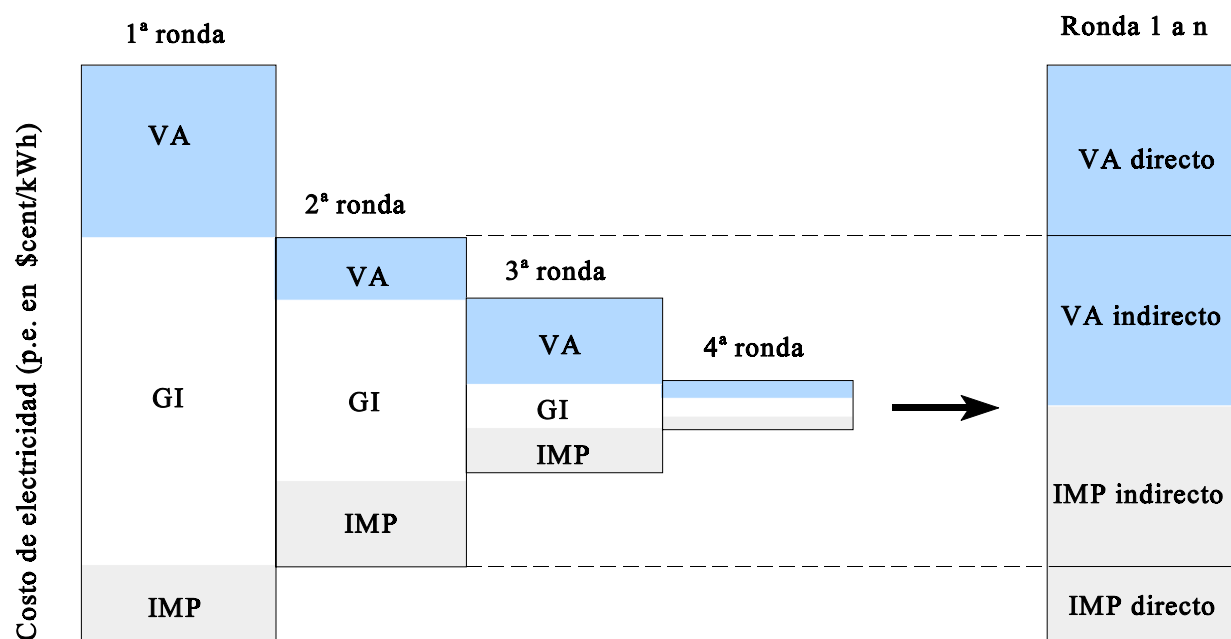 1ª ronda
Ronda 1 a n
VA
VA directo
2ª ronda
VA
3ª ronda
VA indirecto
VA
4ª ronda
GI
GI
GI
IMP
IMP indirecto
IMP
IMP
IMP directo
Costo de electricidad (p.e. en $cent/kWh)